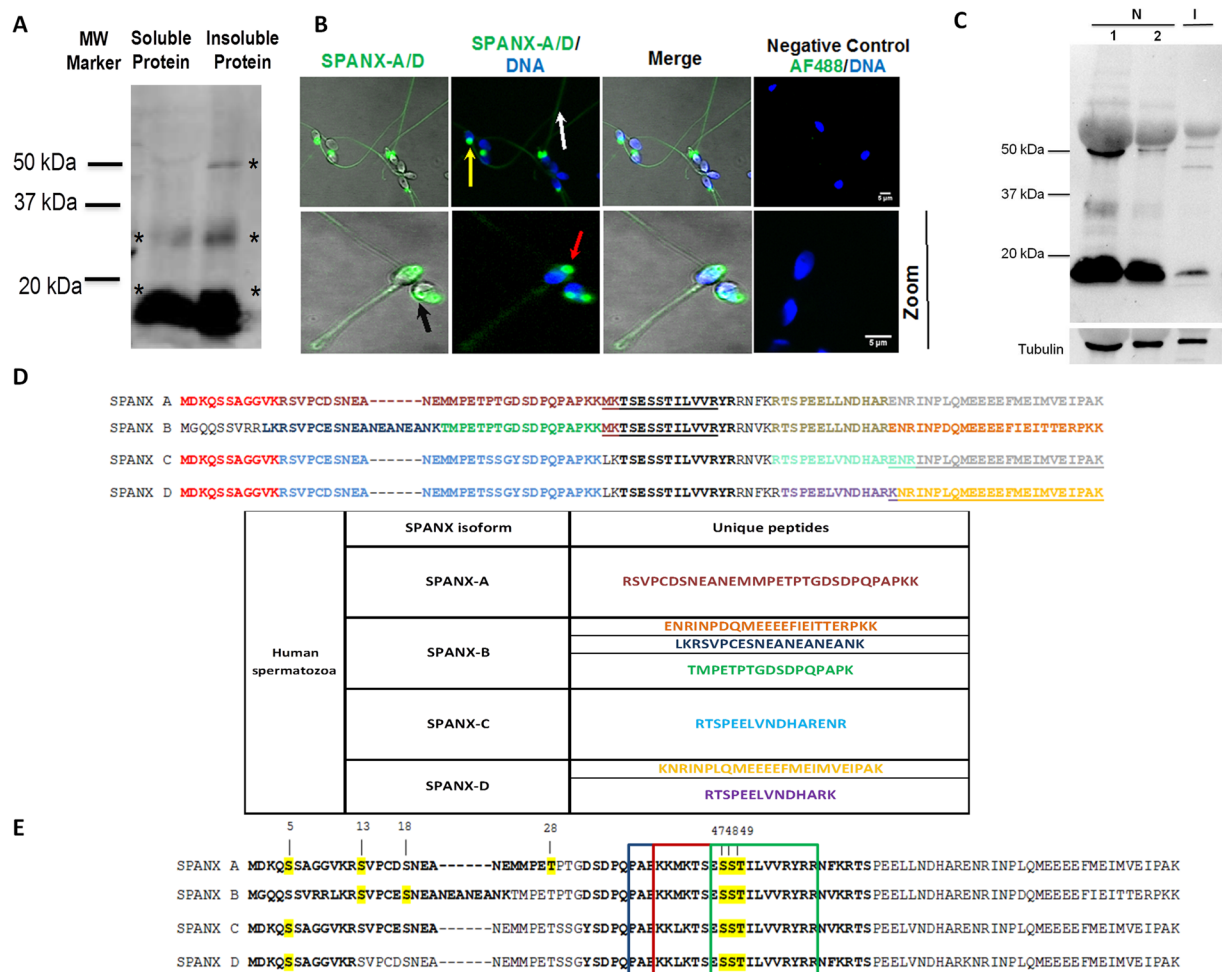 A
MW Marker
Soluble Protein
Insoluble Protein
50 kDa
37 kDa
20 kDa
*
*
*
*
*
B
SPANX-A/D
SPANX-A/D/
DNA
Merge
Negative Control
AF488/DNA
5 µm
5 µm
Zoom
C
N
I
1
2
50 kDa
37 kDa
20 kDa
Tubulin
D
SPANX A MDKQSSAGGVKRSVPCDSNEA------NEMMPETPTGDSDPQPAPKKMKTSESSTILVVRYRRNFKRTSPEELLNDHARENRINPLQMEEEEFMEIMVEIPAK
SPANX B MGQQSSVRRLKRSVPCESNEANEANEANKTMPETPTGDSDPQPAPKKMKTSESSTILVVRYRRNVKRTSPEELLNDHARENRINPDQMEEEEFIEITTERPKK
SPANX C MDKQSSAGGVKRSVPCESNEA------NEMMPETSSGYSDPQPAPKKLKTSESSTILVVRYRRNVKRTSPEELVNDHARENRINPLQMEEEEFMEIMVEIPAK
SPANX D MDKQSSAGGVKRSVPCDSNEA------NEMMPETSSGYSDPQPAPKKLKTSESSTILVVRYRRNFKRTSPEELVNDHARKNRINPLQMEEEEFMEIMVEIPAK
SPANX isoform
Unique peptides
Human spermatozoa
SPANX-A
RSVPCDSNEANEMMPETPTGDSDPQPAPKK
SPANX-B
ENRINPDQMEEEEFIEITTERPKK
LKRSVPCESNEANEANEANK
TMPETPTGDSDPQPAPK
SPANX-C
RTSPEELVNDHARENR
SPANX-D
KNRINPLQMEEEEFMEIMVEIPAK
RTSPEELVNDHARK
E
5 13 18 28 474849
SPANX A MDKQSSAGGVKRSVPCDSNEA------NEMMPETPTGDSDPQPAPKKMKTSESSTILVVRYRRNFKRTSPEELLNDHARENRINPLQMEEEEFMEIMVEIPAK
SPANX B MGQQSSVRRLKRSVPCESNEANEANEANKTMPETPTGDSDPQPAPKKMKTSESSTILVVRYRRNVKRTSPEELLNDHARENRINPDQMEEEEFIEITTERPKK
SPANX C MDKQSSAGGVKRSVPCESNEA------NEMMPETSSGYSDPQPAPKKLKTSESSTILVVRYRRNVKRTSPEELVNDHARENRINPLQMEEEEFMEIMVEIPAK
SPANX D MDKQSSAGGVKRSVPCDSNEA------NEMMPETSSGYSDPQPAPKKLKTSESSTILVVRYRRNFKRTSPEELVNDHARKNRINPLQMEEEEFMEIMVEIPAK